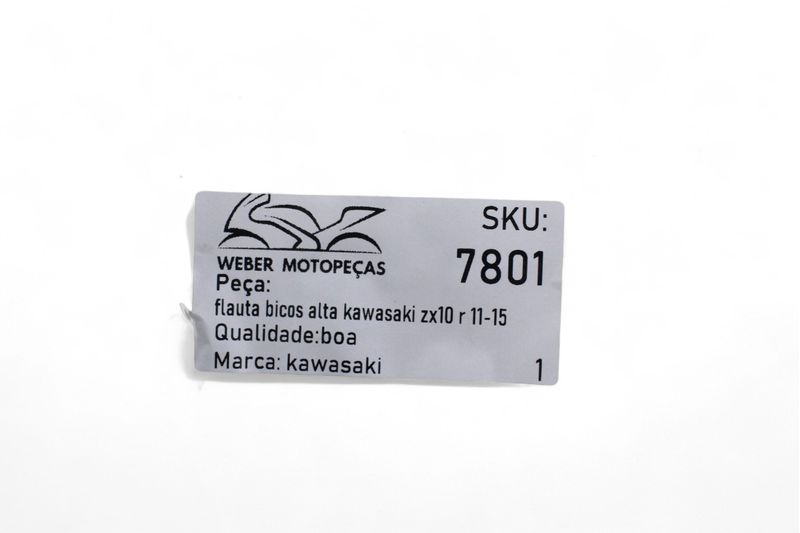 WEBER MOTOPEÇAS
SKU:
7801
Peça:
flauta bicos alta kawasaki zx10 r 11-15
Qualidade:boa
Marca: kawasaki
1